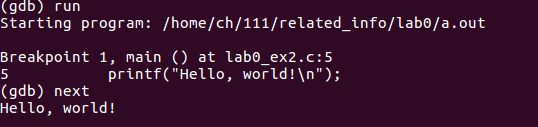 (gdb) run
Starting program: /home/ch/111/related_info/lab0/a.out

Breakpoint 1, main () at lab0_ex2.c:5
5               printf("Hello, world!\n");
(gdb) next
Hello, world!